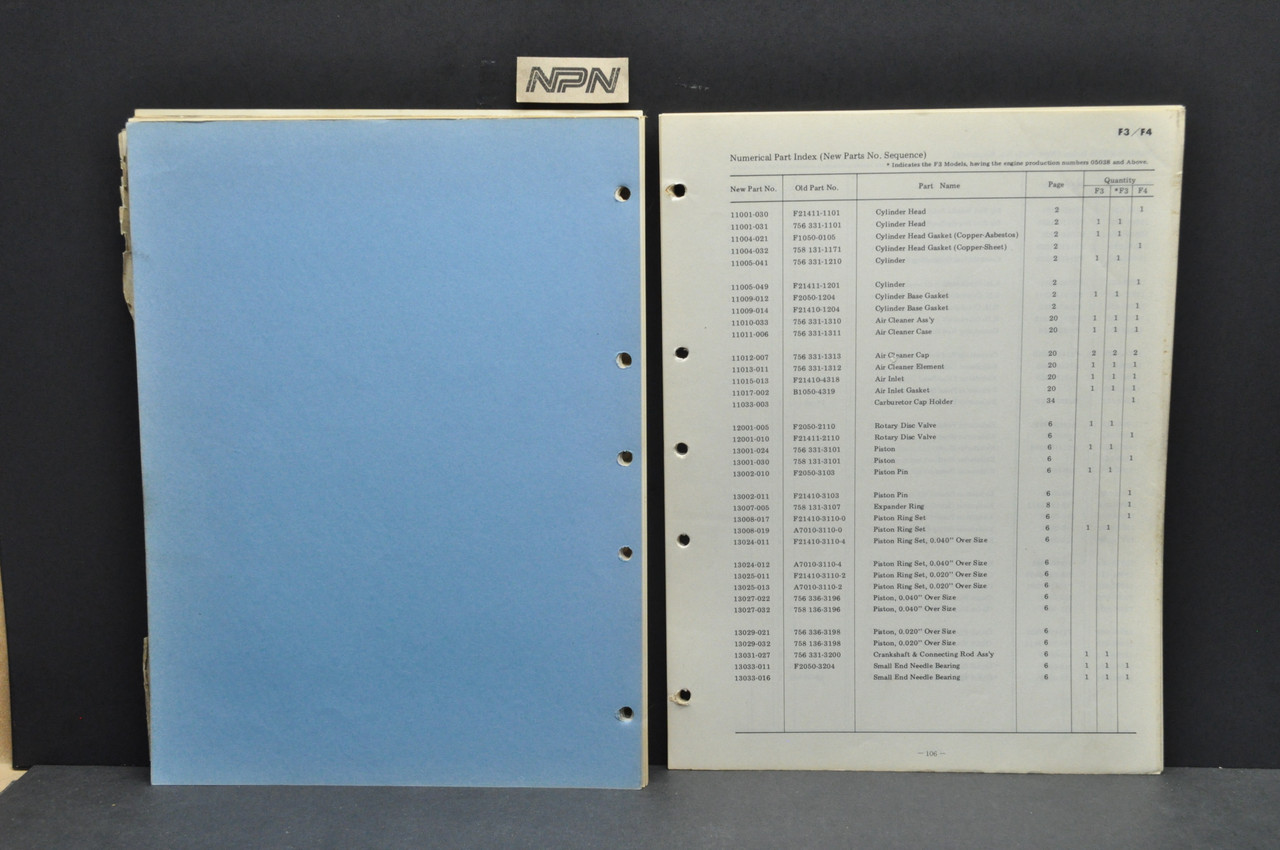 NPN
F3/F4
Numerical Part Index (New Parts No. Sequence)
* Indicates the F3 Models, having the engine production numbers 05028 and Above.
New Part No. Old Part No. Part Name Page Quantity
F3 *F3 F4
11001-030 F21411-1101 Cylinder Head 2 1
11001-031 756 331-1101 Cylinder Head 2 1 1
11004-021 F1050-0105 Cylinder Head Gasket (Copper-Asbestos) 2 1 1
11004-032 758 131-1171 Cylinder Head Gasket (Copper-Sheet) 2 1
11005-041 756 331-1210 Cylinder 2 1 1
11005-049 F21411-1201 Cylinder 2 1
11009-012 F2050-1204 Cylinder Base Gasket 2 1 1
11009-014 F21410-1204 Cylinder Base Gasket 2 1
11010-033 756 331-1310 Air Cleaner Ass'y 20 1 1 1
11011-006 756 331-1311 Air Cleaner Case 20 1 1 1
11012-007 756 331-1313 Air Cleaner Cap 20 2 2 2
11013-011 756 331-1312 Air Cleaner Element 20 1 1 1
11015-013 F21410-4318 Air Inlet 20 1 1 1
11017-002 B1050-4319 Air Inlet Gasket 20 1 1 1
11033-003 Carburetor Cap Holder 34 1
12001-005 F2050-2110 Rotary Disc Valve 6 1 1
12001-010 F21411-2110 Rotary Disc Valve 6 1
13001-024 756 331-3101 Piston 6 1 1
13001-030 758 131-3101 Piston 6 1
13002-010 F2050-3103 Piston Pin 6 1 1
13002-011 F21410-3103 Piston Pin 6 1
13007-005 758 131-3107 Expander Ring 8 1
13008-017 F21410-3110-0 Piston Ring Set 6 1
13008-019 A7010-3110-0 Piston Ring Set 6 1 1
13024-011 F21410-3110-4 Piston Ring Set, 0.040" Over Size 6
13024-012 A7010-3110-4 Piston Ring Set, 0.040" Over Size 6
13025-011 F21410-3110-2 Piston Ring Set, 0.020" Over Size 6
13025-013 A7010-3110-2 Piston Ring Set, 0.020" Over Size 6
13027-022 756 336-3196 Piston, 0.040" Over Size 6
13027-032 758 136-3196 Piston, 0.040" Over Size 6
13029-021 756 336-3198 Piston, 0.020" Over Size 6
13029-032 758 136-3198 Piston, 0.020" Over Size 6
13031-027 756 331-3200 Crankshaft & Connecting Rod Ass'y 6 1 1
13033-011 F2050-3204 Small End Needle Bearing 6 1 1 1
13033-016 Small End Needle Bearing 6 1 1 1
— 106 —